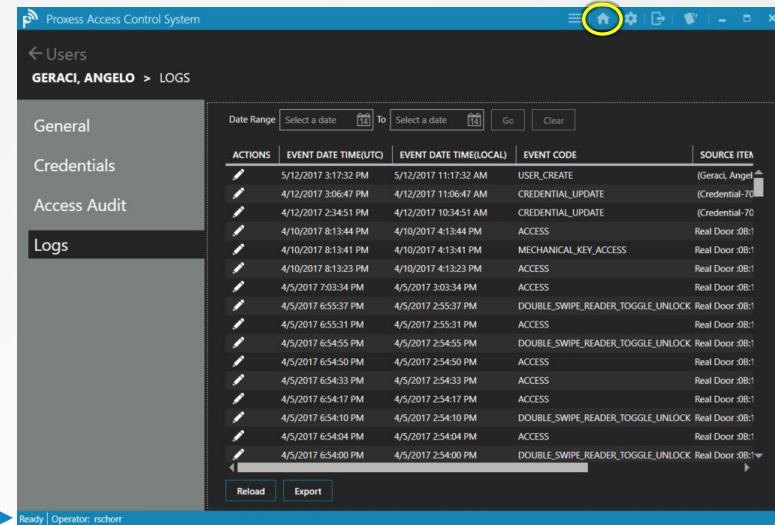 Proxess Access Control System
Users
GERACI, ANGELO > LOGS
General
Credentials
Access Audit
Logs
Date Range Select a date 14 To Select a date 14 Go Clear
ACTIONS EVENT DATE TIME(UTC) EVENT DATE TIME(LOCAL) EVENT CODE SOURCE ITEM
5/12/2017 3:17:32 PM 5/12/2017 11:17:32 AM USER_CREATE (Geraci, Angel
4/12/2017 3:06:47 PM 4/12/2017 11:06:47 AM CREDENTIAL_UPDATE (Credential-70
4/12/2017 2:34:51 PM 4/12/2017 10:34:51 AM CREDENTIAL_UPDATE (Credential-70
4/10/2017 8:13:44 PM 4/10/2017 4:13:44 PM ACCESS Real Door :0B:1
4/10/2017 8:13:41 PM 4/10/2017 4:13:41 PM MECHANICAL_KEY_ACCESS Real Door :0B:1
4/10/2017 8:13:23 PM 4/10/2017 4:13:23 PM ACCESS Real Door :0B:1
4/5/2017 7:03:34 PM 4/5/2017 3:03:34 PM ACCESS Real Door :0B:1
4/5/2017 6:55:37 PM 4/5/2017 2:55:37 PM DOUBLE_SWIPE_READER_TOGGLE_UNLOCK Real Door :0B:1
4/5/2017 6:55:31 PM 4/5/2017 2:55:31 PM ACCESS Real Door :0B:1
4/5/2017 6:54:55 PM 4/5/2017 2:54:55 PM DOUBLE_SWIPE_READER_TOGGLE_UNLOCK Real Door :0B:1
4/5/2017 6:54:50 PM 4/5/2017 2:54:50 PM ACCESS Real Door :0B:1
4/5/2017 6:54:33 PM 4/5/2017 2:54:33 PM ACCESS Real Door :0B:1
4/5/2017 6:54:17 PM 4/5/2017 2:54:17 PM ACCESS Real Door :0B:1
4/5/2017 6:54:10 PM 4/5/2017 2:54:10 PM DOUBLE_SWIPE_READER_TOGGLE_UNLOCK Real Door :0B:1
4/5/2017 6:54:04 PM 4/5/2017 2:54:04 PM ACCESS Real Door :0B:1
4/5/2017 6:54:00 PM 4/5/2017 2:54:00 PM DOUBLE_SWIPE_READER_TOGGLE_UNLOCK Real Door :0B:1
Reload Export
Ready Operator: rschorr